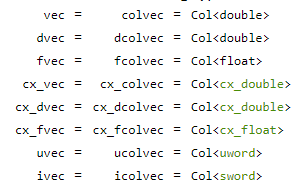 vec = colvec = Col<double>
dvec = dcolvec = Col<double>
fvec = fcolvec = Col<float>
cx_vec = cx_colvec = Col<cx_double>
cx_dvec = cx_dcolvec = Col<cx_double>
cx_fvec = cx_fcolvec = Col<cx_float>
uvec = ucolvec = Col<uword>
ivec = icolvec = Col<sword>